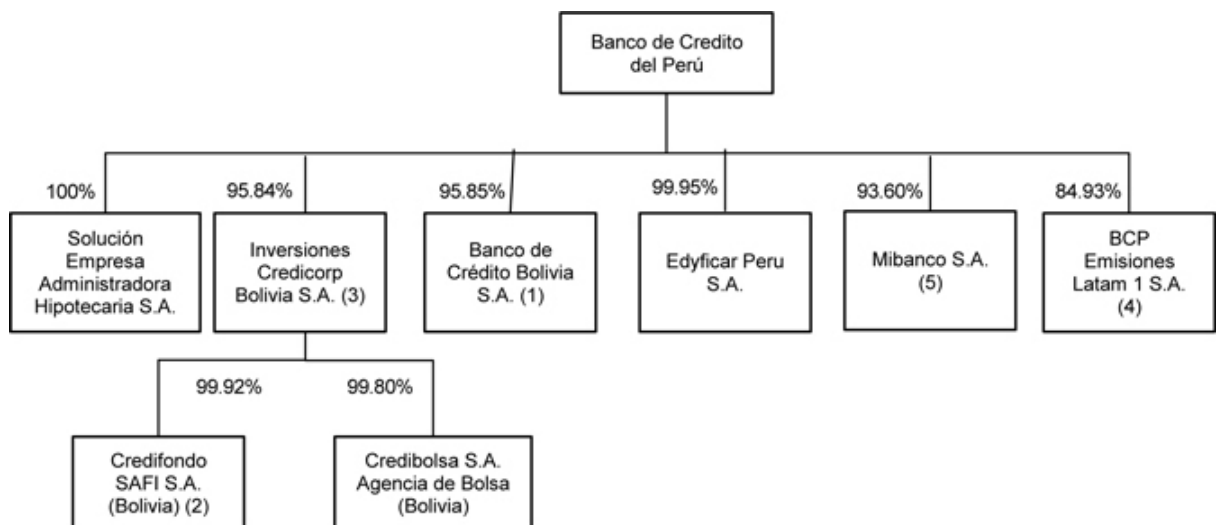 Banco de Credito
del Perú
100%
95.84%
95.85%
99.95%
93.60%
84.93%
Solución
Empresa
Administradora
Hipotecaria S.A.
Inversiones
Credicorp
Bolivia S.A. (3)
Banco de
Crédito Bolivia
S.A. (1)
Edyficar Peru
S.A.
Mibanco S.A.
(5)
BCP
Emisiones
Latam 1 S.A.
(4)
99.92%
99.80%
Credifondo
SAFI S.A.
(Bolivia) (2)
Credibolsa S.A.
Agencia de Bolsa
(Bolivia)